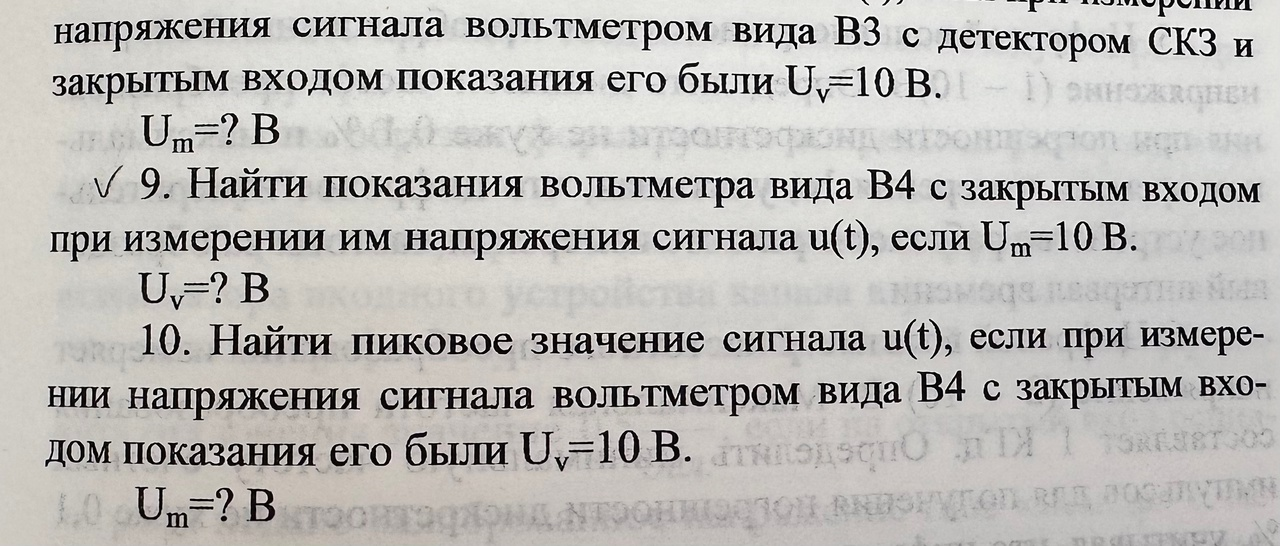 напряжения сигнала вольтметром вида В3 с детектором СКЗ и
закрытым входом показания его были Uv=10 В.
Um=? В
√ 9. Найти показания вольтметра вида В4 с закрытым входом
при измерении им напряжения сигнала u(t), если Um=10 В.
Uv=? В
10. Найти пиковое значение сигнала u(t), если при измере-
нии напряжения сигнала вольтметром вида В4 с закрытым вхо-
дом показания его были Uv=10 В.
Um=? В